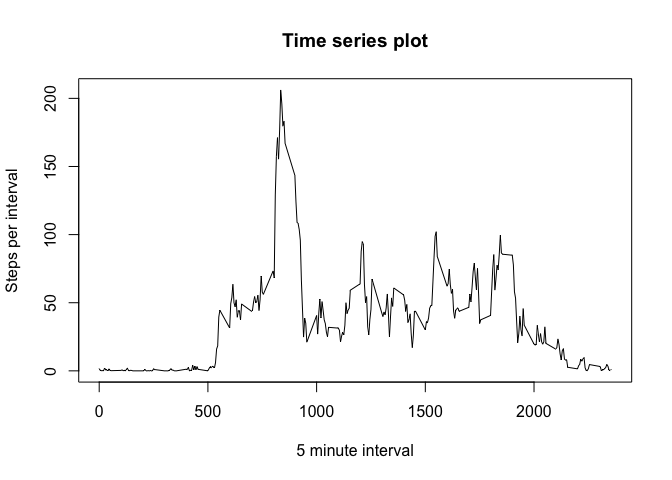 Time series plot
Steps per interval
200
150
100
50
0
0 500 1000 1500 2000
5 minute interval